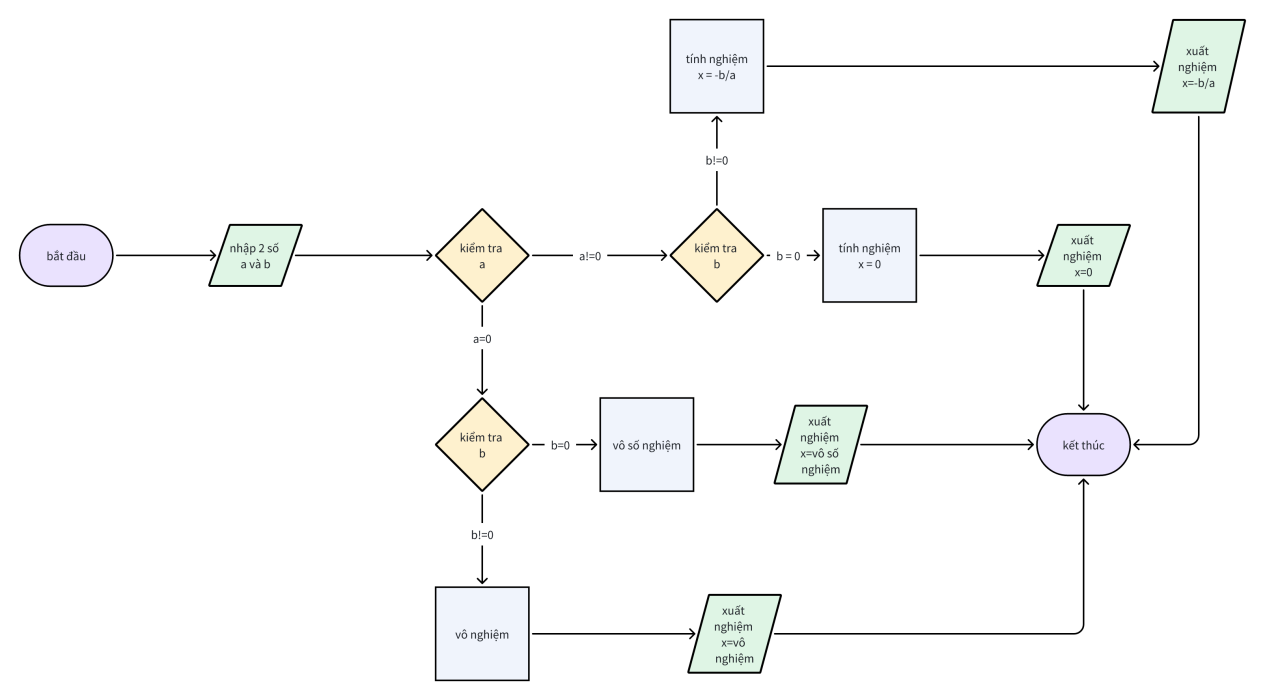 tính nghiệm
x = -b/a
xuất
nghiệm
x=-b/a
b!=0
bắt đầu
nhập 2 số
a và b
kiểm tra
a
a!=0
kiểm tra
b
b = 0
tính nghiệm
x = 0
xuất
nghiệm
x=0
a=0
kiểm tra
b
b=0
vô số nghiệm
xuất
nghiệm
x=vô số
nghiệm
kết thúc
b!=0
vô nghiệm
xuất
nghiệm
x=vô
nghiệm